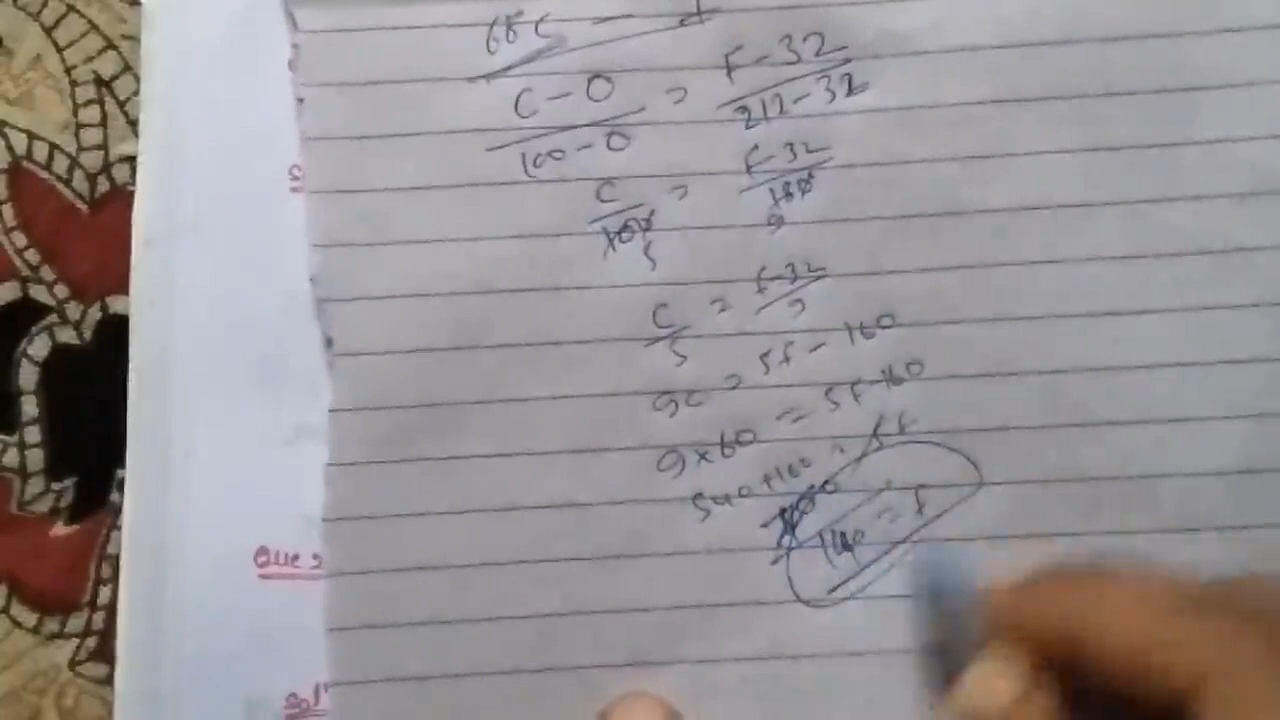 C - 0 / 100 - 0 = F - 32 / 212 - 32
C / 100 = F - 32 / 180
5 9
C / 5 = F - 32 / 9
9C = 5F - 160
9 x 60 = 5F - 160
540 + 160 = 5F
140 = F
Que 2
Sol